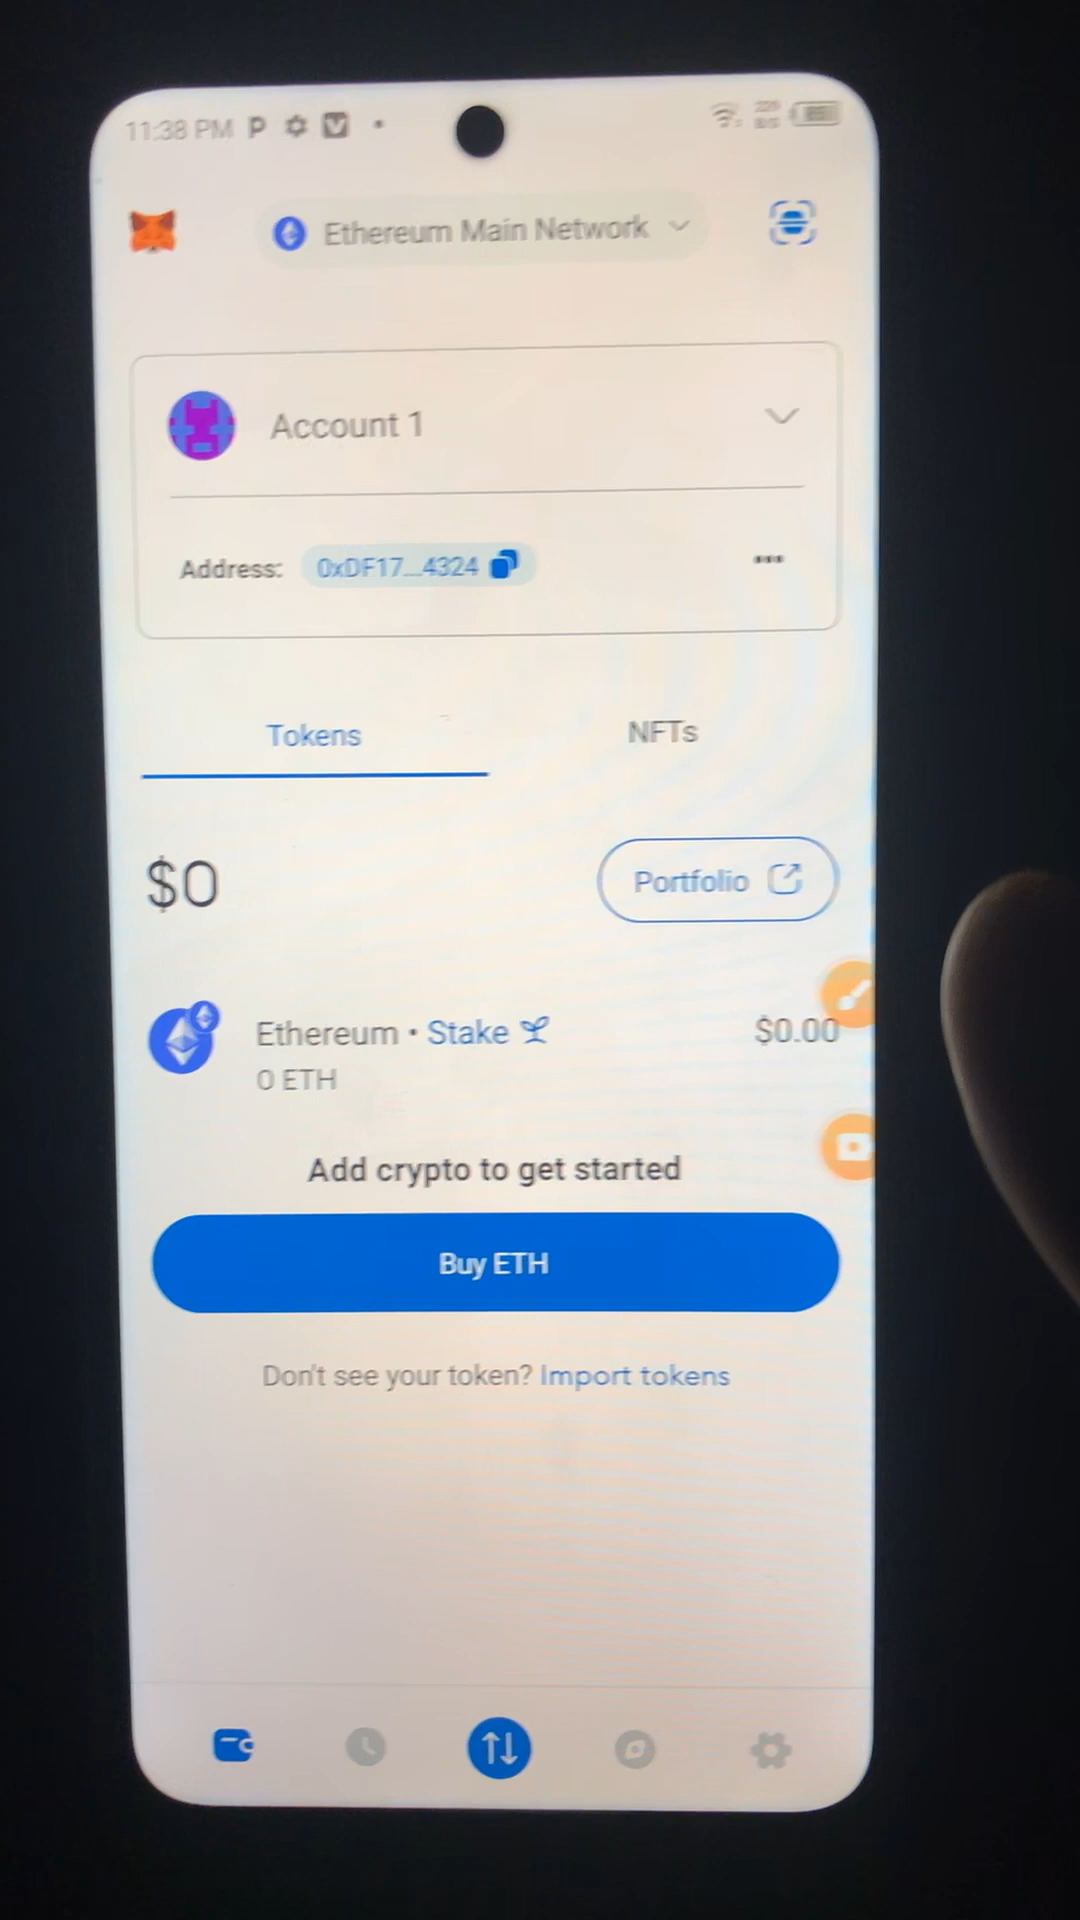 11:38 PM
Ethereum Main Network
Account 1
Address: 0xDF17...4324
Tokens
NFTs
$0
Portfolio
Ethereum • Stake
$0.00
0 ETH
Add crypto to get started
Buy ETH
Don't see your token? Import tokens